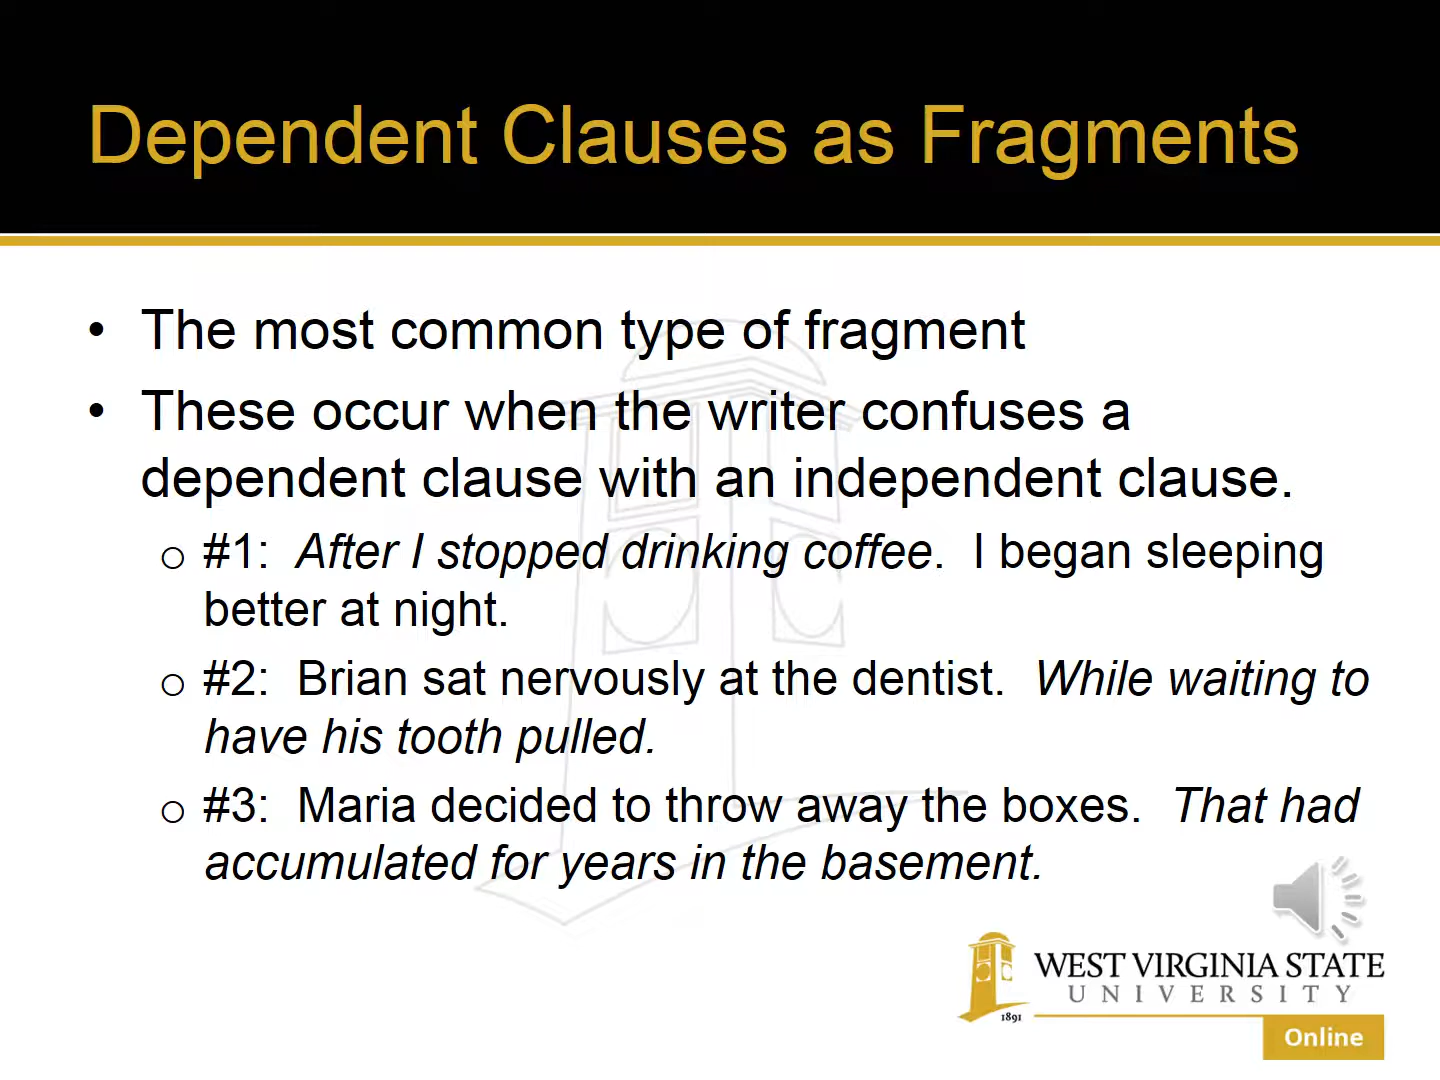 Dependent Clauses as Fragments
• The most common type of fragment
• These occur when the writer confuses a
dependent clause with an independent clause.
o #1: After I stopped drinking coffee. I began sleeping
better at night.
o #2: Brian sat nervously at the dentist. While waiting to
have his tooth pulled.
o #3: Maria decided to throw away the boxes. That had
accumulated for years in the basement.
WEST VIRGINIA STATE
UNIVERSITY
1891
Online